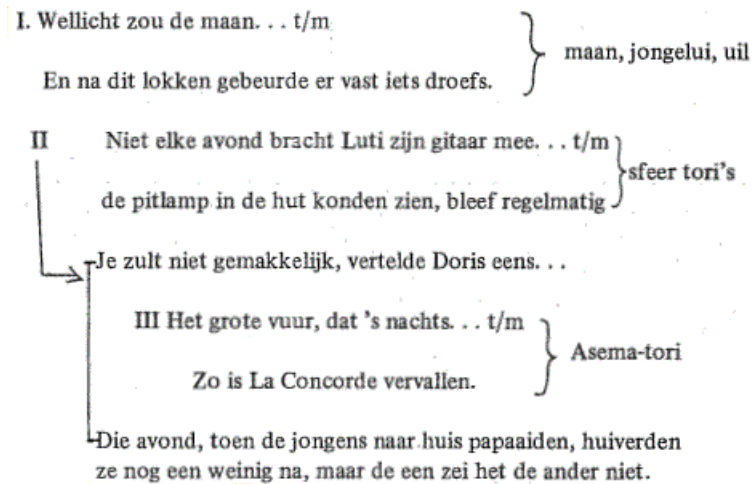 I. Wellicht zou de maan. . . t/m
maan, jongelui, uil
En na dit lokken gebeurde er vast iets droefs.
II Niet elke avond bracht Luti zijn gitaar mee. . . t/m
sfeer tori's
de pitlamp in de hut konden zien, bleef regelmatig
Je zult niet gemakkelijk, vertelde Doris eens. . .
III Het grote vuur, dat 's nachts. . . t/m
Asema-tori
Zo is La Concorde vervallen.
Die avond, toen de jongens naar huis papaaiden, huiverden
ze nog een weinig na, maar de een zei het de ander niet.